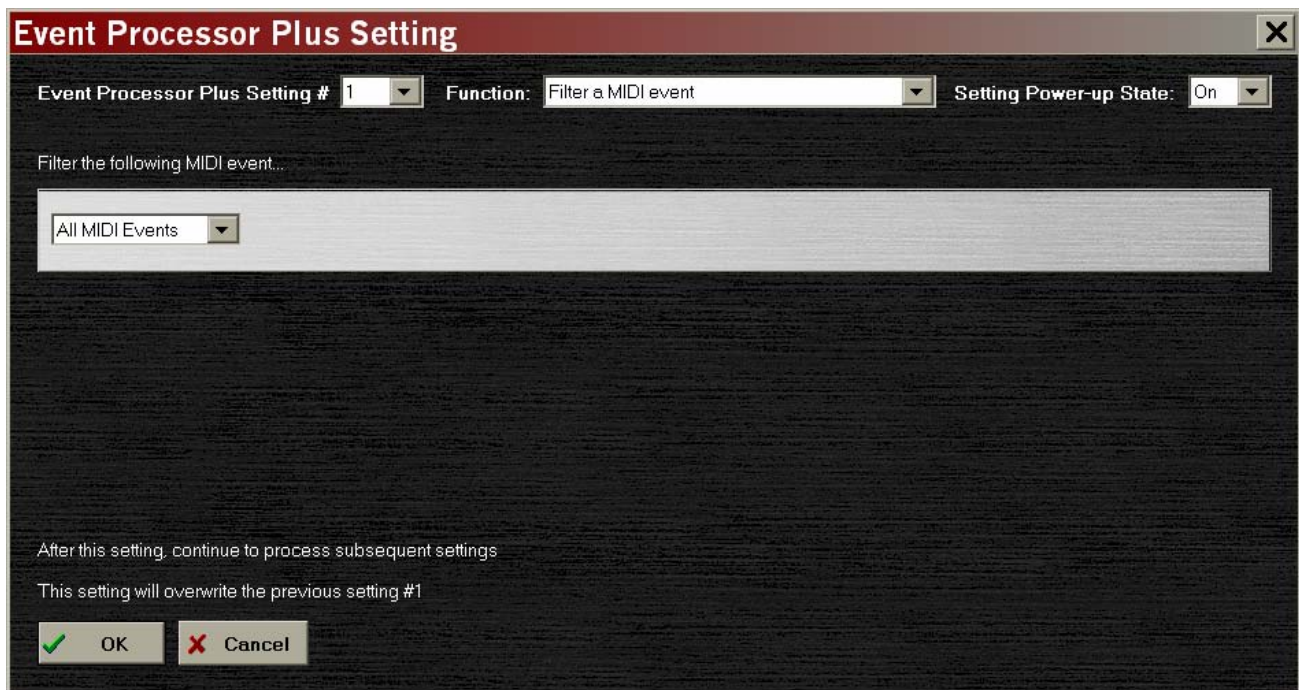 Event Processor Plus Setting
Event Processor Plus Setting # 1 Function: Filter a MIDI event Setting Power-up State: On
Filter the following MIDI event...
All MIDI Events
After this setting, continue to process subsequent settings
This setting will overwrite the previous setting #1
OK Cancel